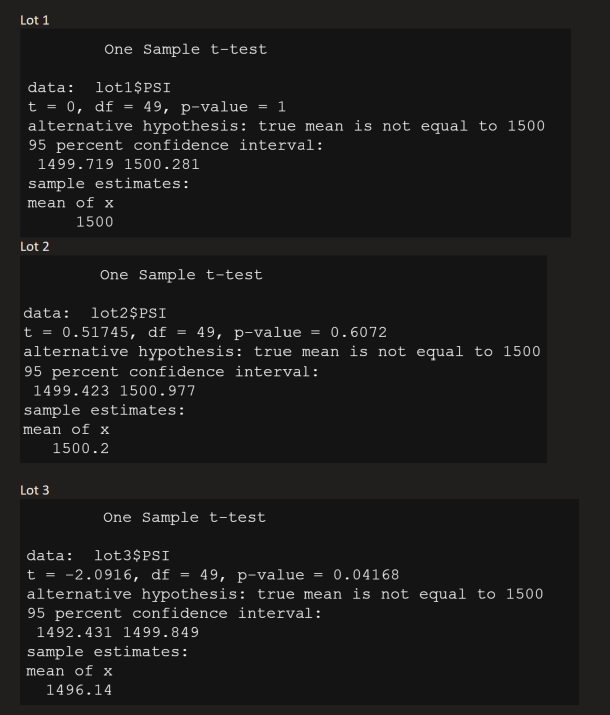 Lot 1
One Sample t-test
data:  lot1$PSI
t = 0, df = 49, p-value = 1
alternative hypothesis: true mean is not equal to 1500
95 percent confidence interval:
1499.719 1500.281
sample estimates:
mean of x
1500
Lot 2
One Sample t-test
data:  lot2$PSI
t = 0.51745, df = 49, p-value = 0.6072
alternative hypothesis: true mean is not equal to 1500
95 percent confidence interval:
1499.423 1500.977
sample estimates:
mean of x
1500.2
Lot 3
One Sample t-test
data:  lot3$PSI
t = -2.0916, df = 49, p-value = 0.04168
alternative hypothesis: true mean is not equal to 1500
95 percent confidence interval:
1492.431 1499.849
sample estimates:
mean of x
1496.14